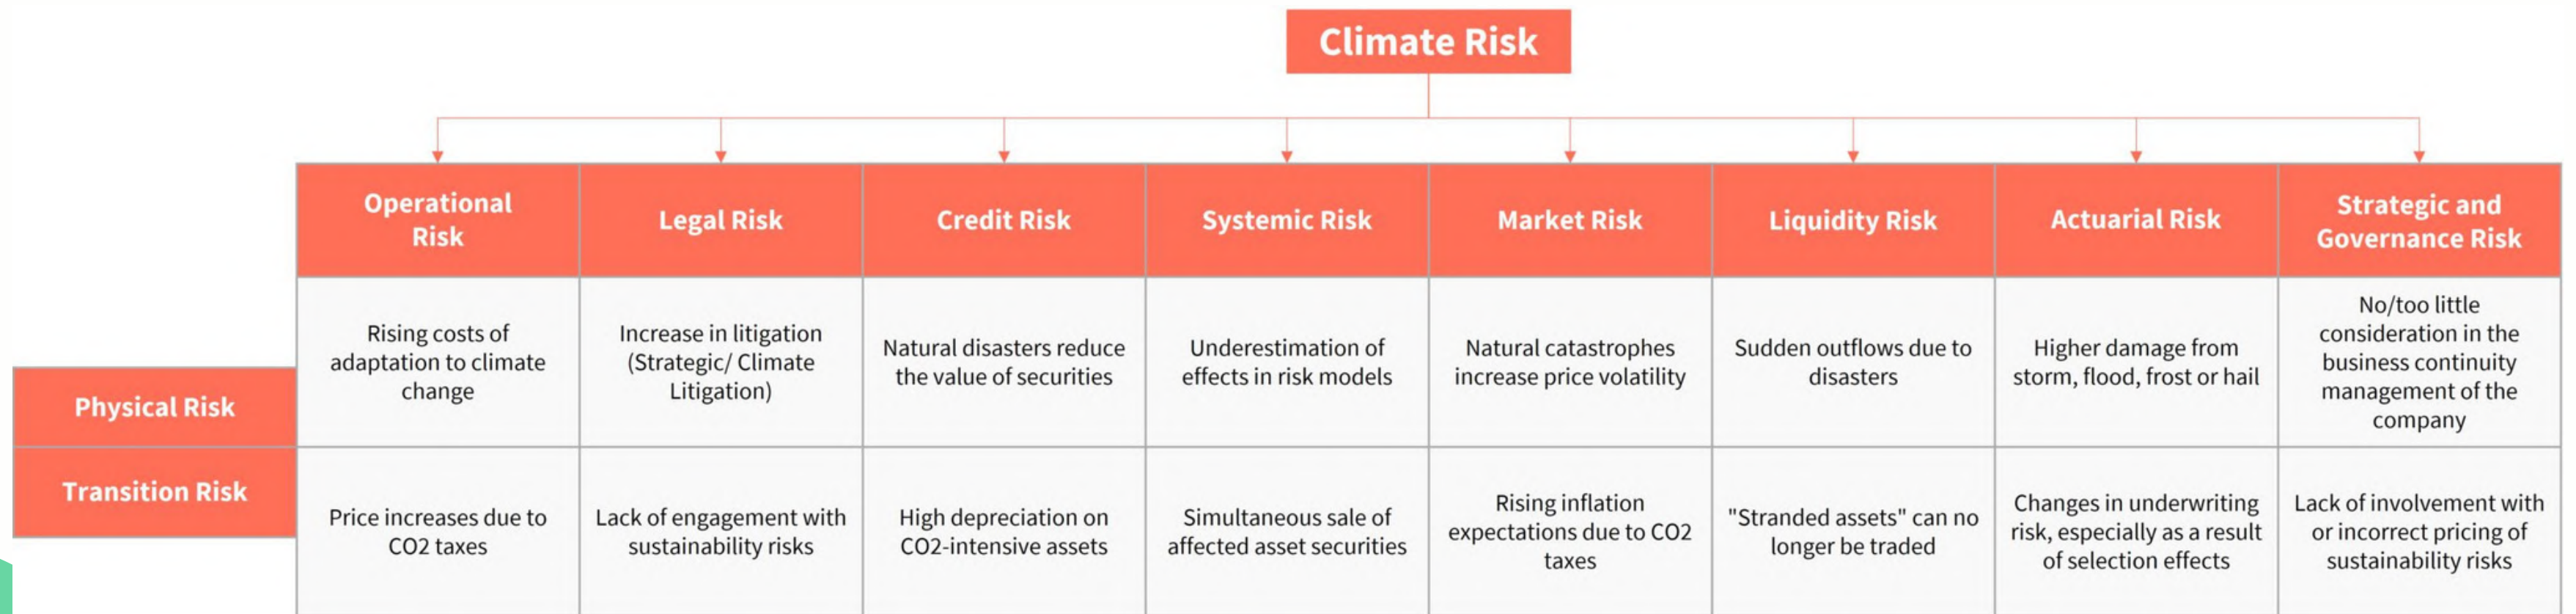 Climate Risk
Operational
Risk
Legal Risk
Credit Risk
Systemic Risk
Market Risk
Liquidity Risk
Actuarial Risk
Strategic and
Governance Risk
Physical Risk
Rising costs of
adaptation to climate
change
Increase in litigation
(Strategic/ Climate
Litigation)
Natural disasters reduce
the value of securities
Underestimation of
effects in risk models
Natural catastrophes
increase price volatility
Sudden outflows due to
disasters
Higher damage from
storm, flood, frost or hail
No/too little
consideration in the
business continuity
management of the
company
Transition Risk
Price increases due to
CO2 taxes
Lack of engagement with
sustainability risks
High depreciation on
CO2-intensive assets
Simultaneous sale of
affected asset securities
Rising inflation
expectations due to CO2
taxes
"Stranded assets" can no
longer be traded
Changes in underwriting
risk, especially as a result
of selection effects
Lack of involvement with
or incorrect pricing of
sustainability risks